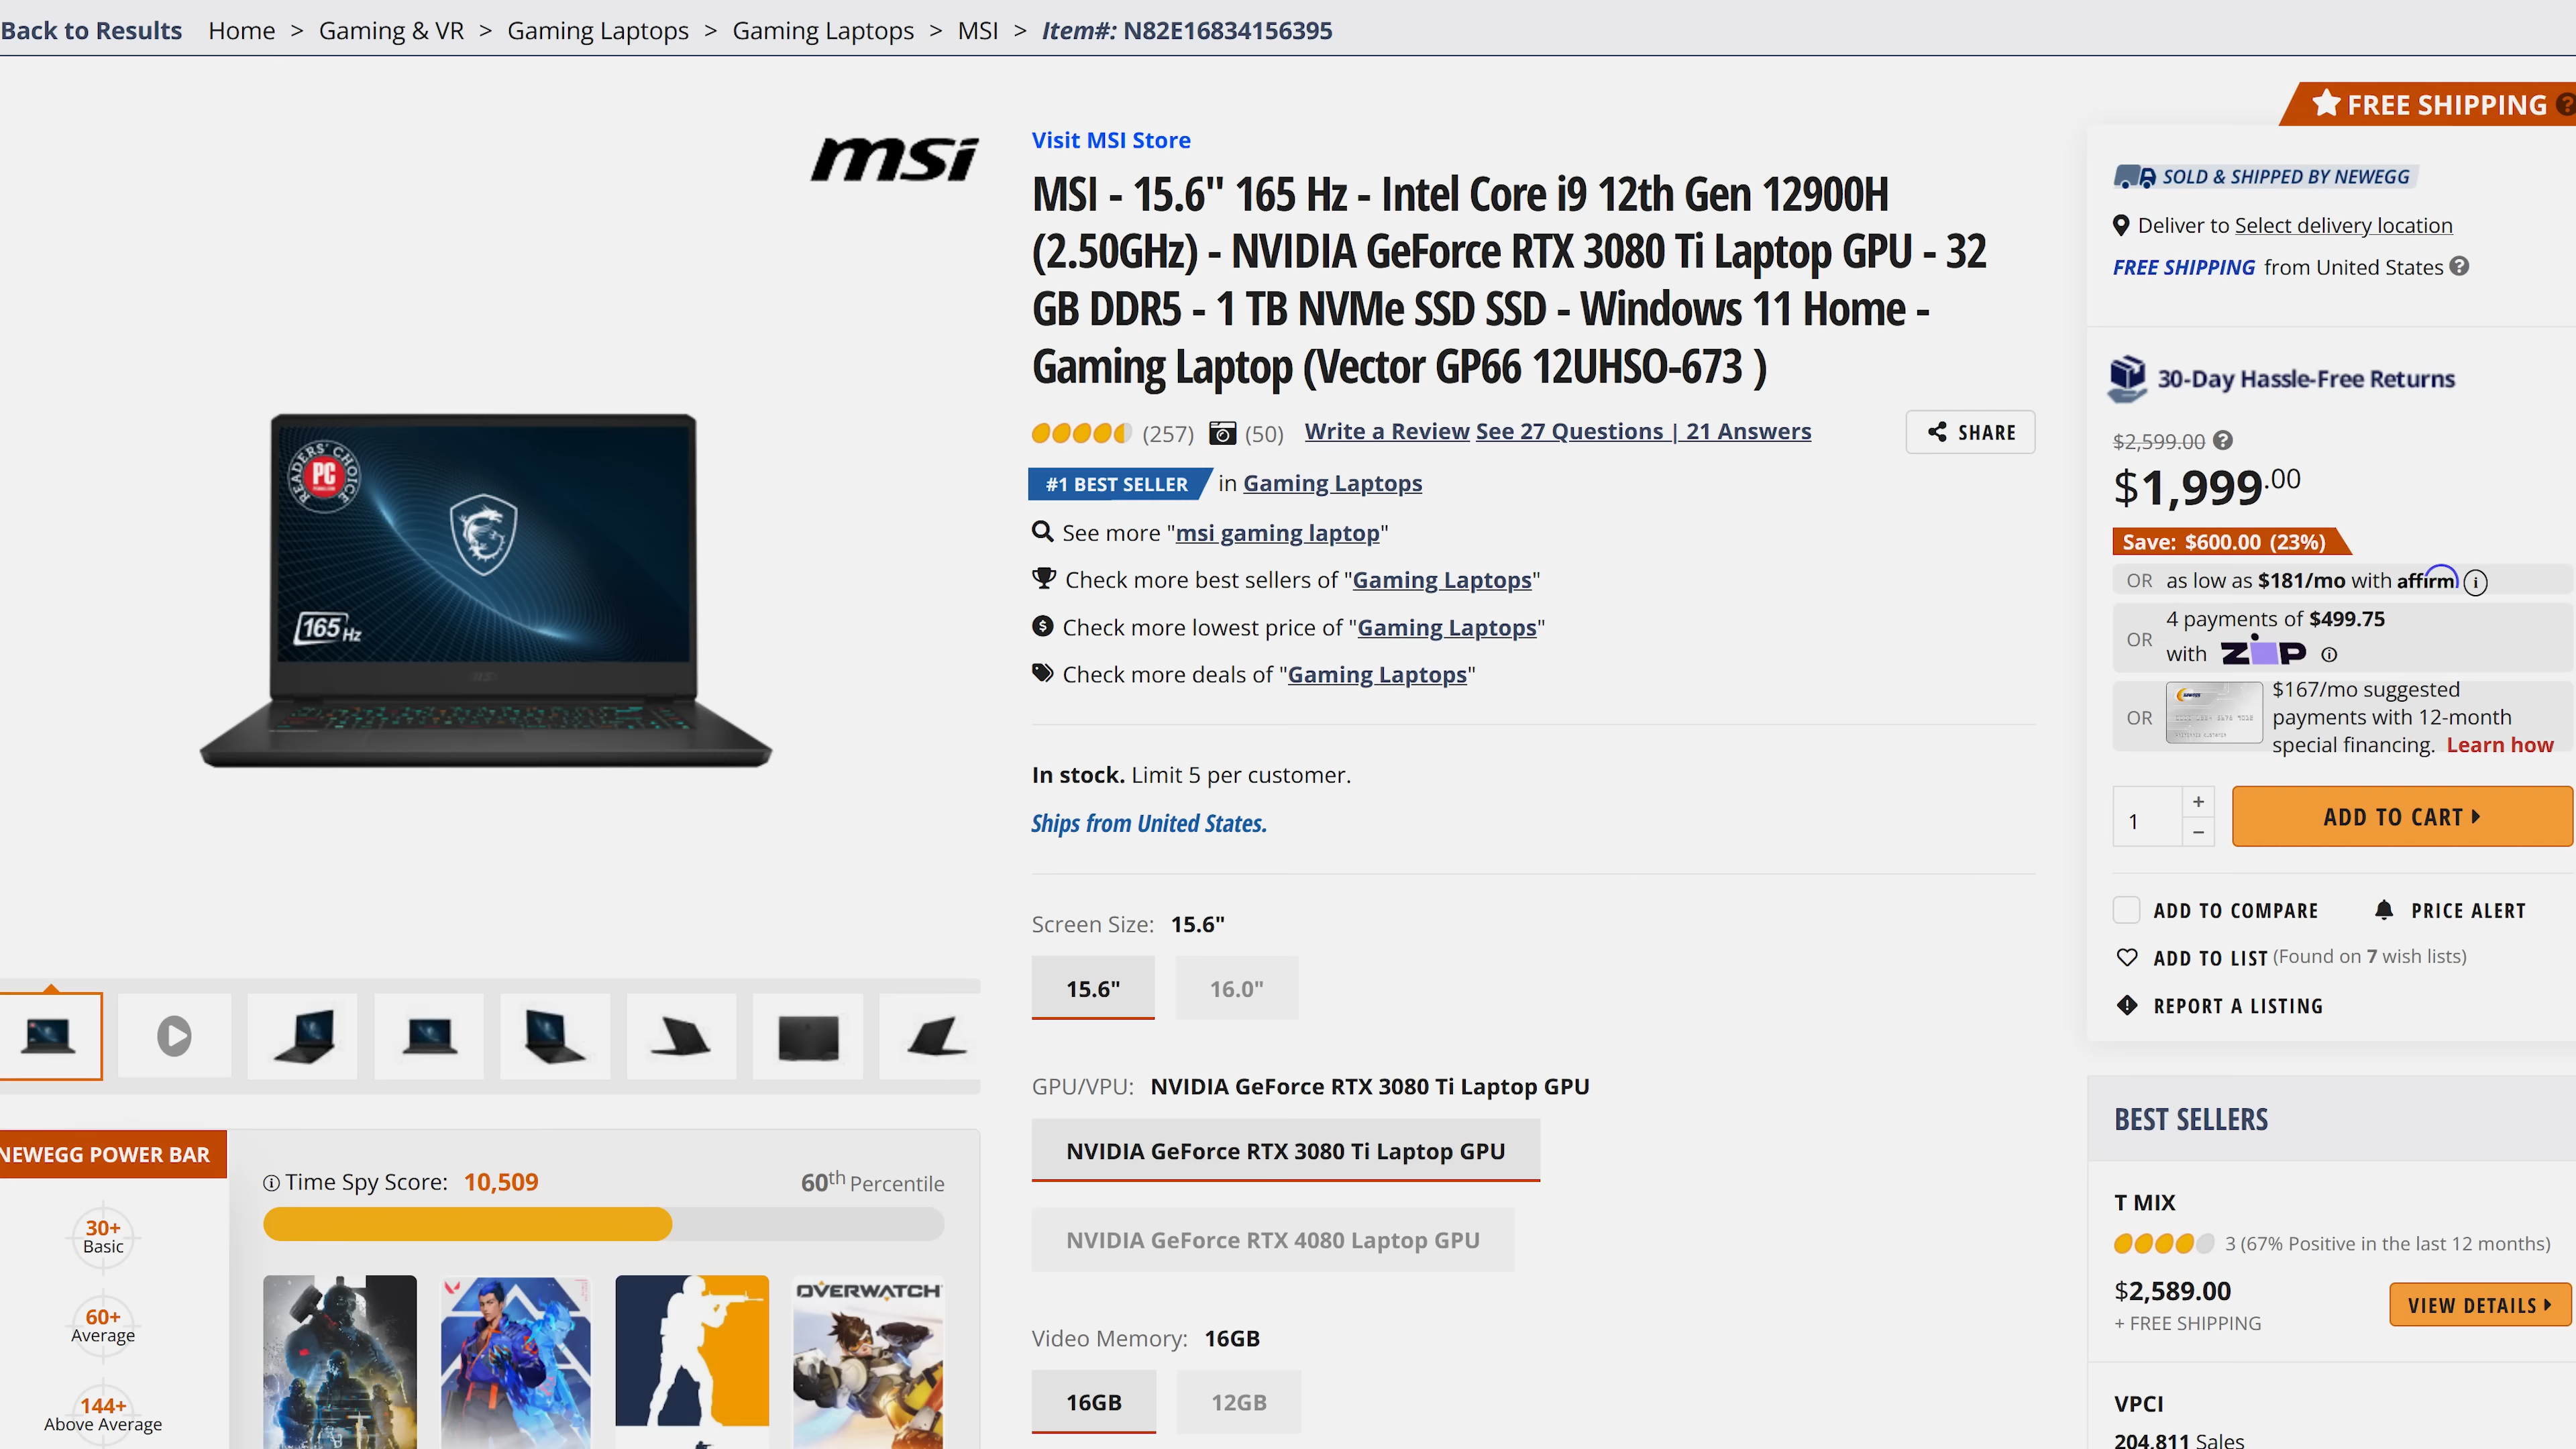 Back to Results Home > Gaming & VR > Gaming Laptops > Gaming Laptops > MSI > Item#: N82E16834156395
FREE SHIPPING
msi
Visit MSI Store
MSI - 15.6" 165 Hz - Intel Core i9 12th Gen 12900H
(2.50GHz) - NVIDIA GeForce RTX 3080 Ti Laptop GPU - 32
GB DDR5 - 1 TB NVMe SSD SSD - Windows 11 Home -
Gaming Laptop (Vector GP66 12UHSO-673 )
(257) (50) Write a Review See 27 Questions | 21 Answers
SHARE
#1 BEST SELLER in Gaming Laptops
See more "msi gaming laptop"
Check more best sellers of "Gaming Laptops"
Check more lowest price of "Gaming Laptops"
Check more deals of "Gaming Laptops"
In stock. Limit 5 per customer.
Ships from United States.
Screen Size: 15.6"
15.6" 16.0"
GPU/VPU: NVIDIA GeForce RTX 3080 Ti Laptop GPU
NVIDIA GeForce RTX 3080 Ti Laptop GPU
NVIDIA GeForce RTX 4080 Laptop GPU
Video Memory: 16GB
16GB 12GB
READERS' CHOICE
PC
165 Hz
msi
NEWEGG POWER BAR
30+
Basic
60+
Average
144+
Above Average
Time Spy Score: 10,509
60th Percentile
OVERWATCH
SOLD & SHIPPED BY NEWEGG
Deliver to Select delivery location
FREE SHIPPING from United States
30-Day Hassle-Free Returns
$2,599.00
$1,999.00
Save: $600.00 (23%)
OR as low as $181/mo with affirm
OR 4 payments of $499.75
with ZIP
OR $167/mo suggested
payments with 12-month
special financing. Learn how
1 + −
ADD TO CART
ADD TO COMPARE PRICE ALERT
ADD TO LIST (Found on 7 wish lists)
REPORT A LISTING
BEST SELLERS
T MIX
3 (67% Positive in the last 12 months)
$2,589.00
+ FREE SHIPPING
VIEW DETAILS
VPCI
204,811 Sales